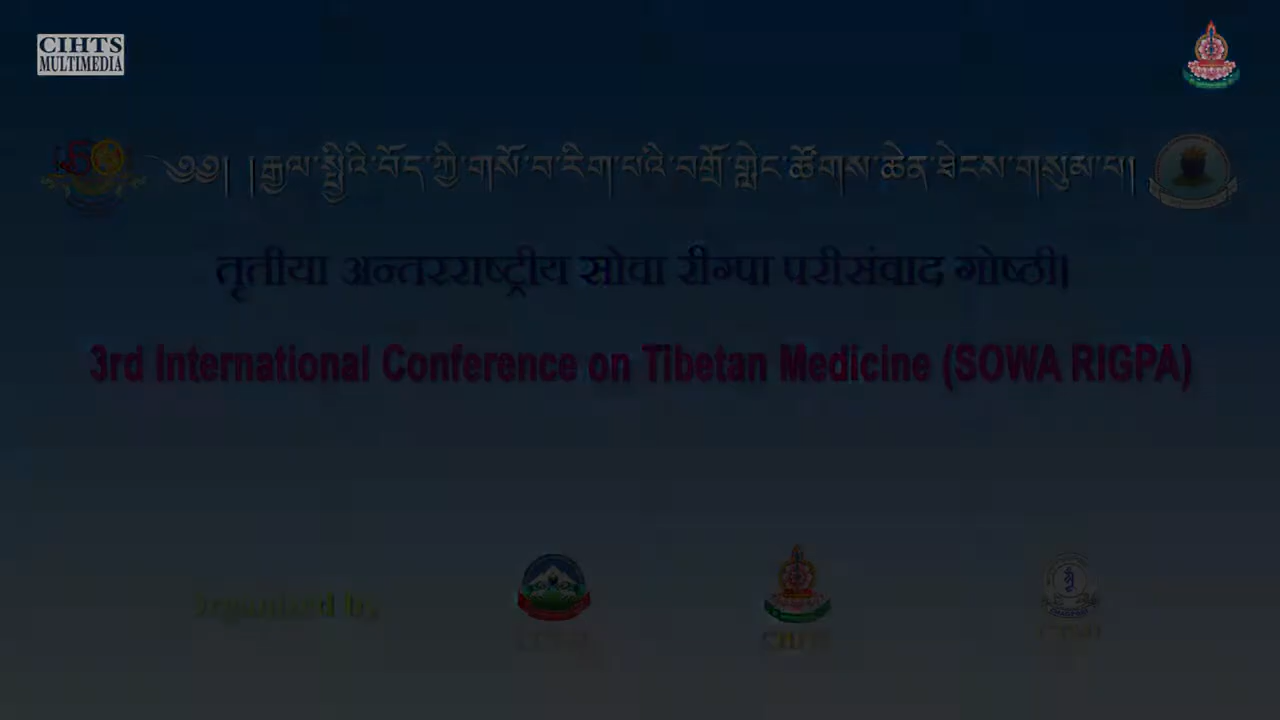 CIHTS
MULTIMEDIA
༄༅། །རྒྱལ་སྤྱིའི་བོད་ཀྱི་གསོ་བ་རིག་པའི་བགྲོ་གླེང་ཚོགས་ཆེན་ཐེངས་གསུམ་པ།
तृतीया अन्तरराष्ट्रीय सोवा रीग्पा परीसंवाद गोष्ठी।
3rd International Conference on Tibetan Medicine (SOWA RIGPA)
Organized by
CIHTS